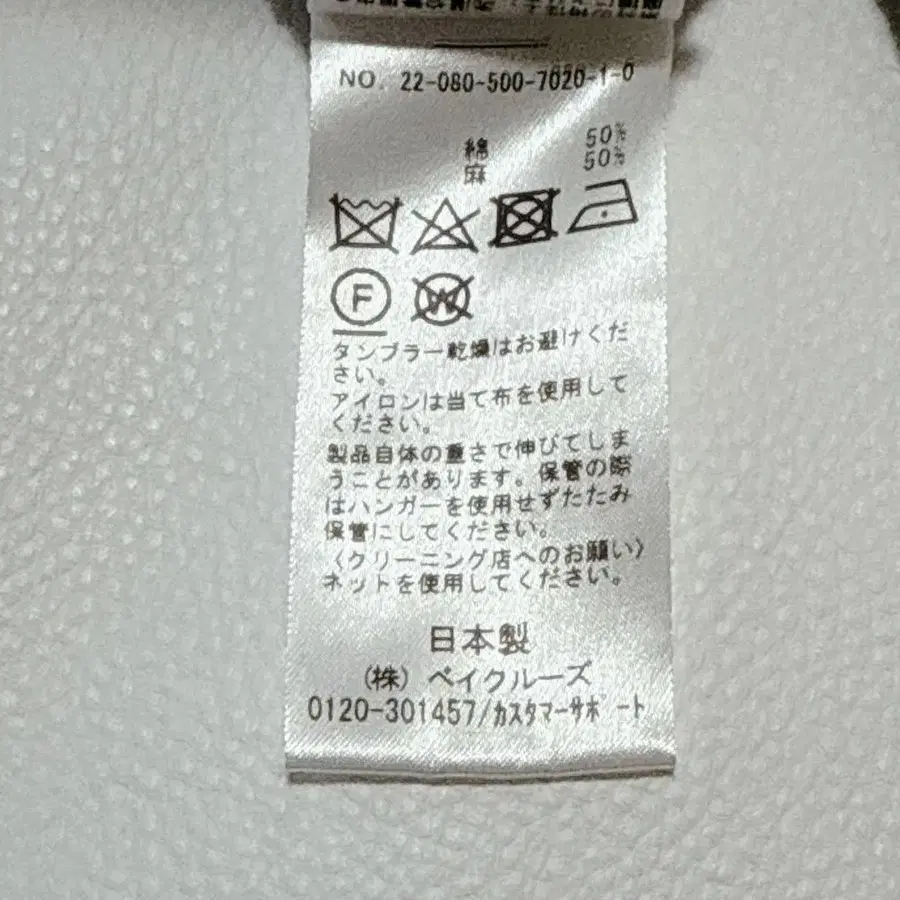 NO. 22-080-500-7020-1-0
綿 50%
麻 50%
F
W
タンブラー乾燥はお避けくだ
さい。
アイロンは当て布を使用して
ください。
製品自体の重さで伸びてしま
うことがあります。保管の際
はハンガーを使用せずたたみ
保管にしてください。
〈クリーニング店へのお願い〉
ネットを使用してください。
日本製
(株) ベイクルーズ
0120-301457/カスタマーサポート